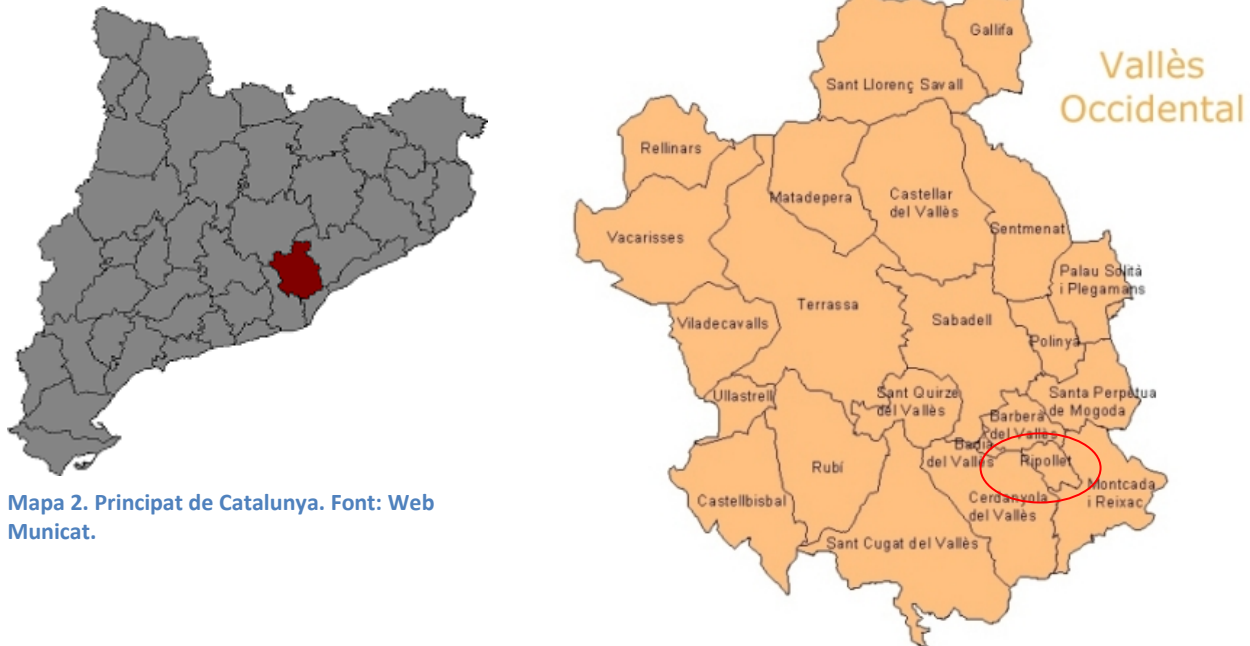 Mapa 2. Principat de Catalunya. Font: Web
Municat.
Vallès
Occidental
Gallifa
Sant Llorenç Savall
Rellinars
Matadepera
Castellar
del Vallès
Sentmenat
Vacarisses
Palau Solità
i Plegamans
Terrassa
Sabadell
Viladecavalls
Polinyà
Ullastrell
Sant Quirze
del Vallès
Santa Perpètua
de Mogoda
Barberà
del Vallès
Badia
del Vallès
Ripollet
Rubí
Castellbisbal
Montcada
i Reixac
Cerdanyola
del Vallès
Sant Cugat del Vallès